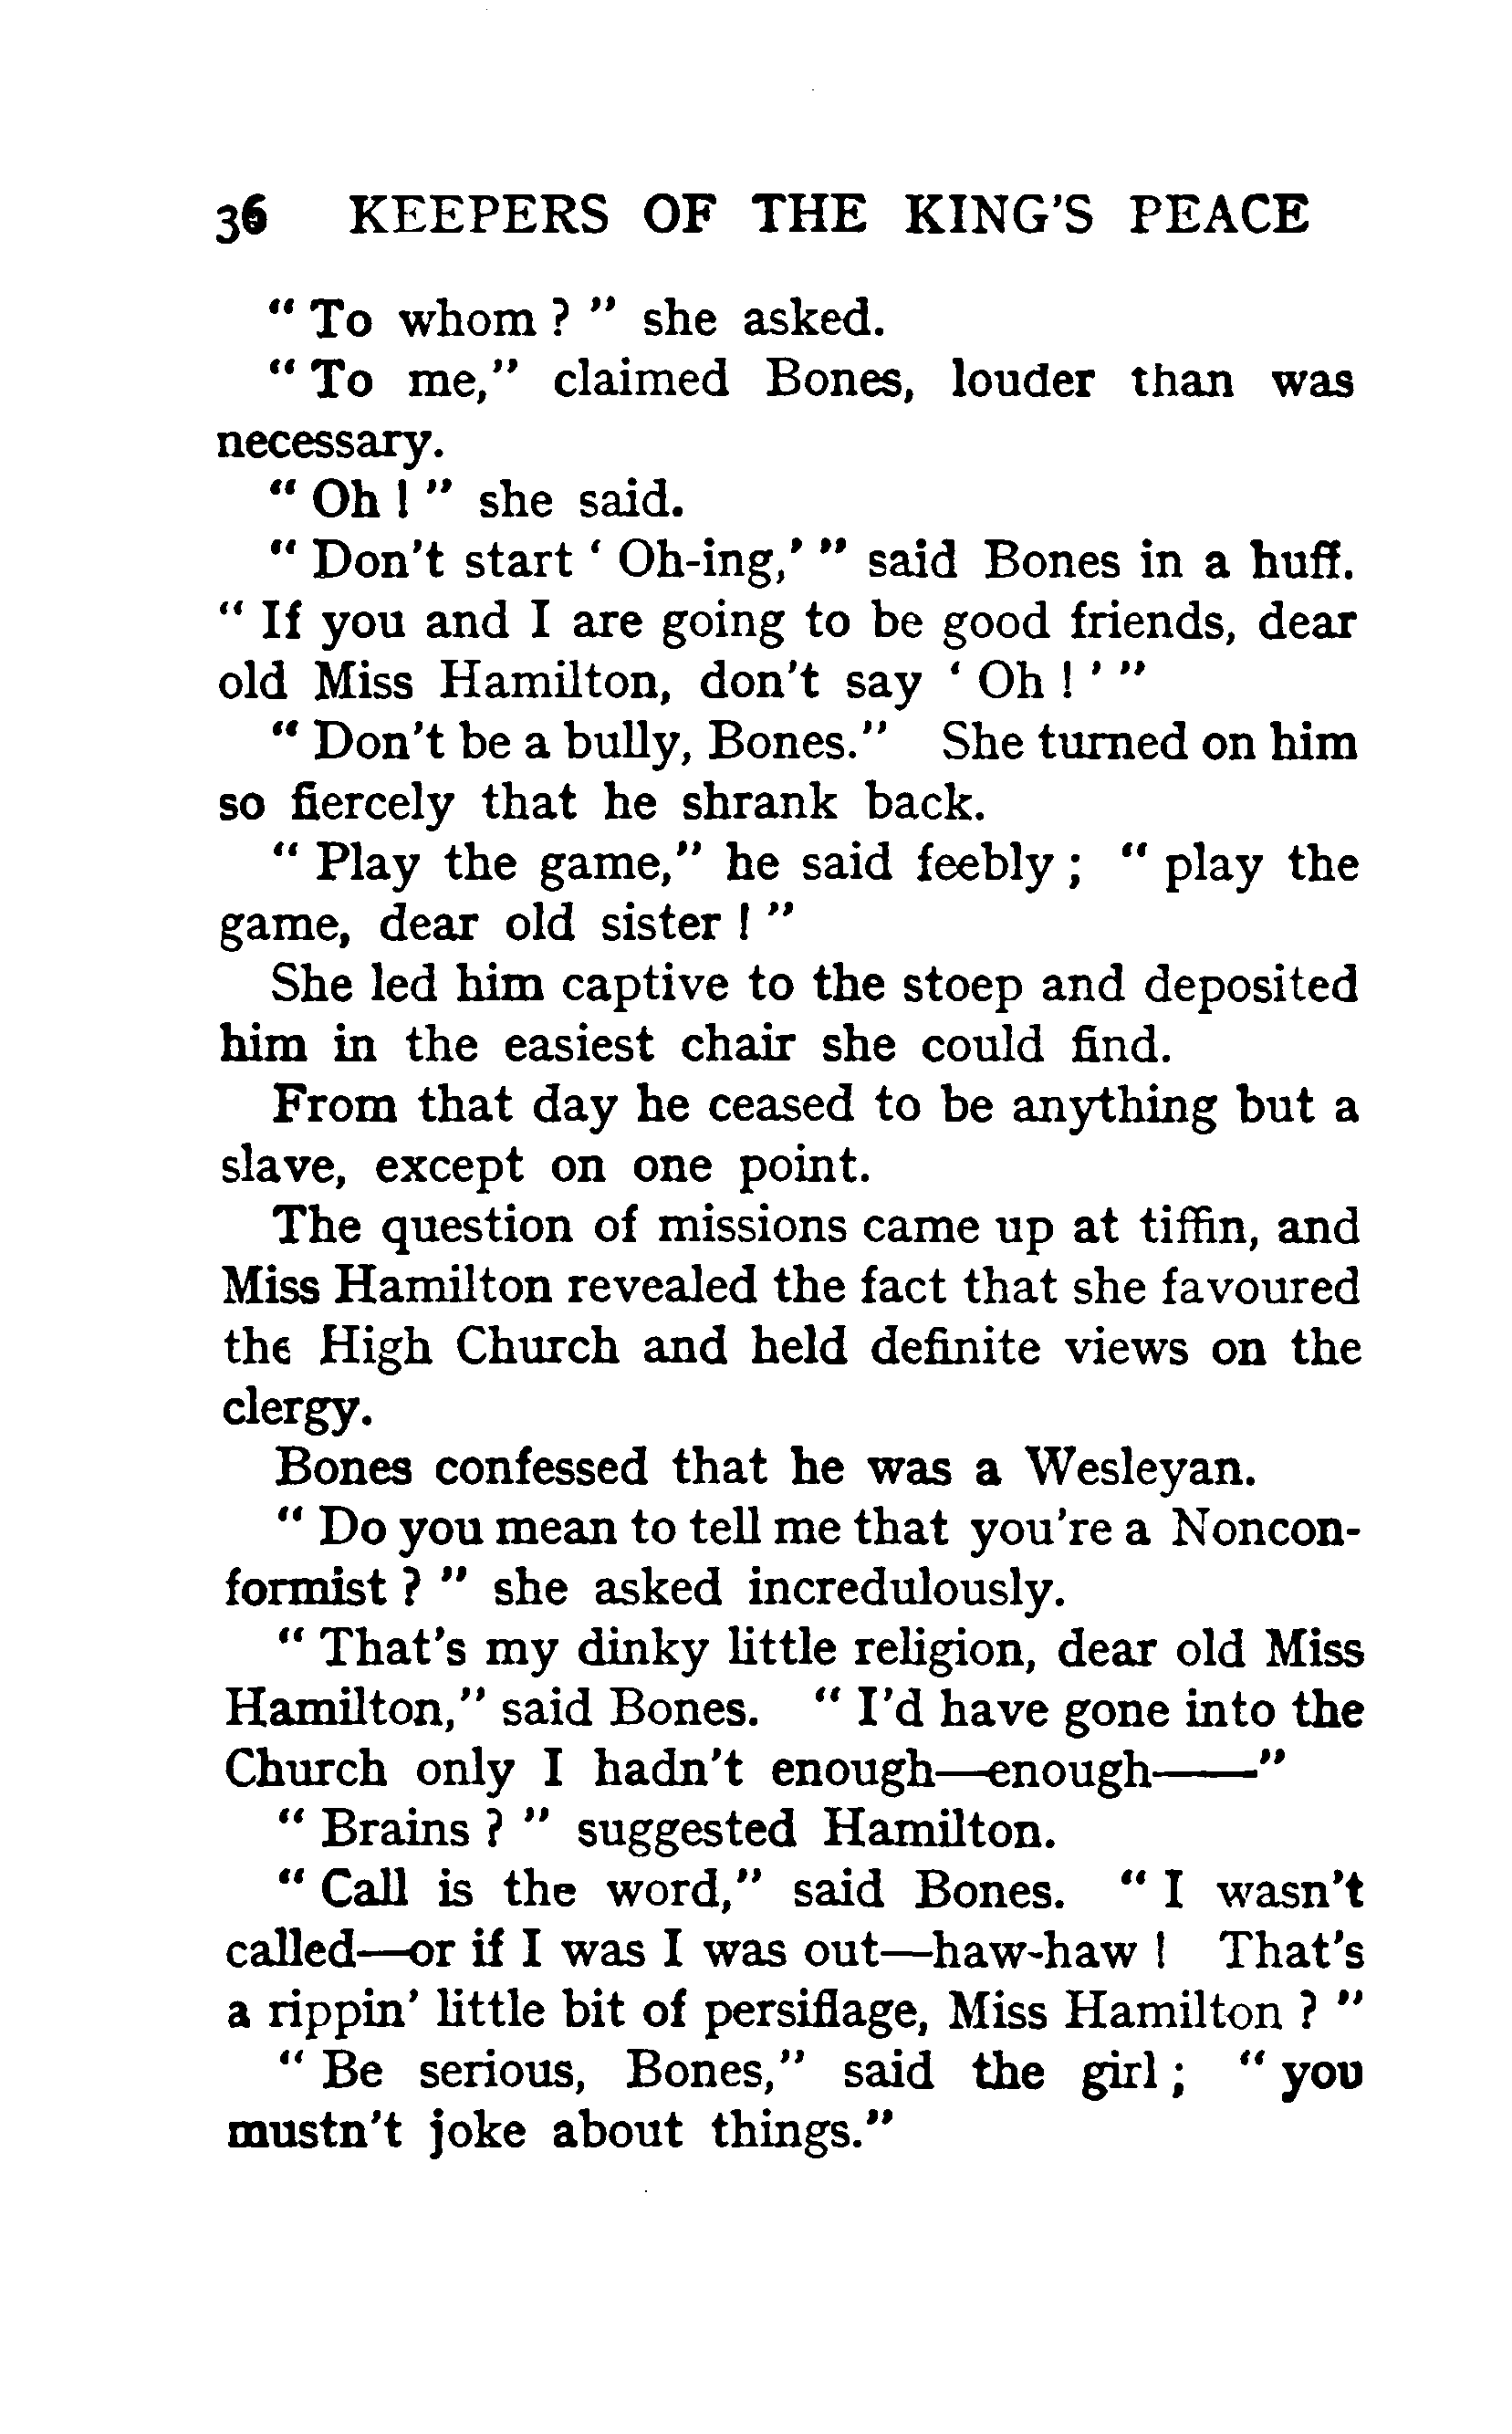 36 KEEPERS OF THE KING'S PEACE
" To whom ? " she asked.
" To me," claimed Bones, louder than was
necessary.
" Oh ! " she said.
" Don't start ' Oh-ing,' " said Bones in a huff.
" If you and I are going to be good friends, dear
old Miss Hamilton, don't say ' Oh ! ' "
" Don't be a bully, Bones." She turned on him
so fiercely that he shrank back.
" Play the game," he said feebly ; " play the
game, dear old sister ! "
She led him captive to the stoep and deposited
him in the easiest chair she could find.
From that day he ceased to be anything but a
slave, except on one point.
The question of missions came up at tiffin, and
Miss Hamilton revealed the fact that she favoured
the High Church and held definite views on the
clergy.
Bones confessed that he was a Wesleyan.
" Do you mean to tell me that you're a Noncon-
formist ? " she asked incredulously.
" That's my dinky little religion, dear old Miss
Hamilton," said Bones. " I'd have gone into the
Church only I hadn't enough—enough——"
" Brains ? " suggested Hamilton.
" Call is the word," said Bones. " I wasn't
called—or if I was I was out—haw-haw ! That's
a rippin' little bit of persiflage, Miss Hamilton ? "
" Be serious, Bones," said the girl ; " you
mustn't joke about things."